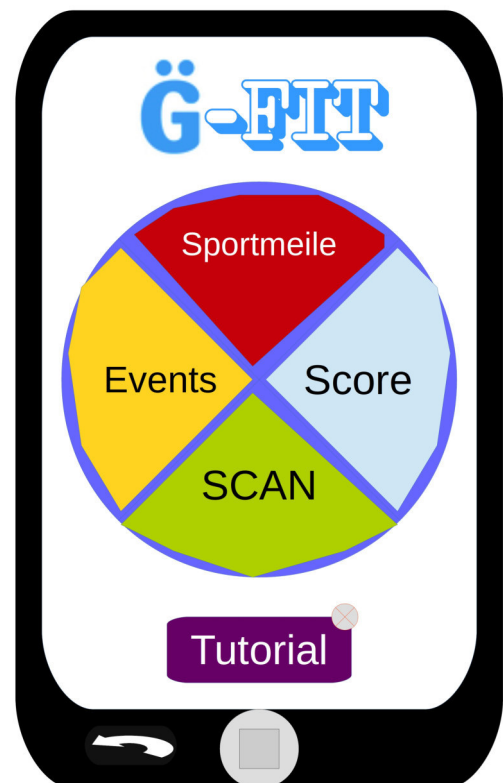 G̈-FIT
Sportmeile
Events
Score
SCAN
Tutorial